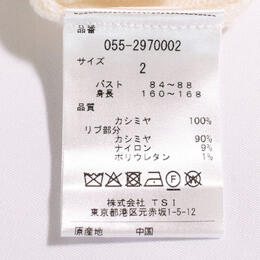 品番
055-2970002
サイズ
2
バスト 84~88
身長 160~168
品質
カシミヤ 100%
リブ部分
カシミヤ 90%
ナイロン 9%
ポリウレタン 1%
株式会社 TSI
東京都港区元赤坂1-5-12
原産地 中国